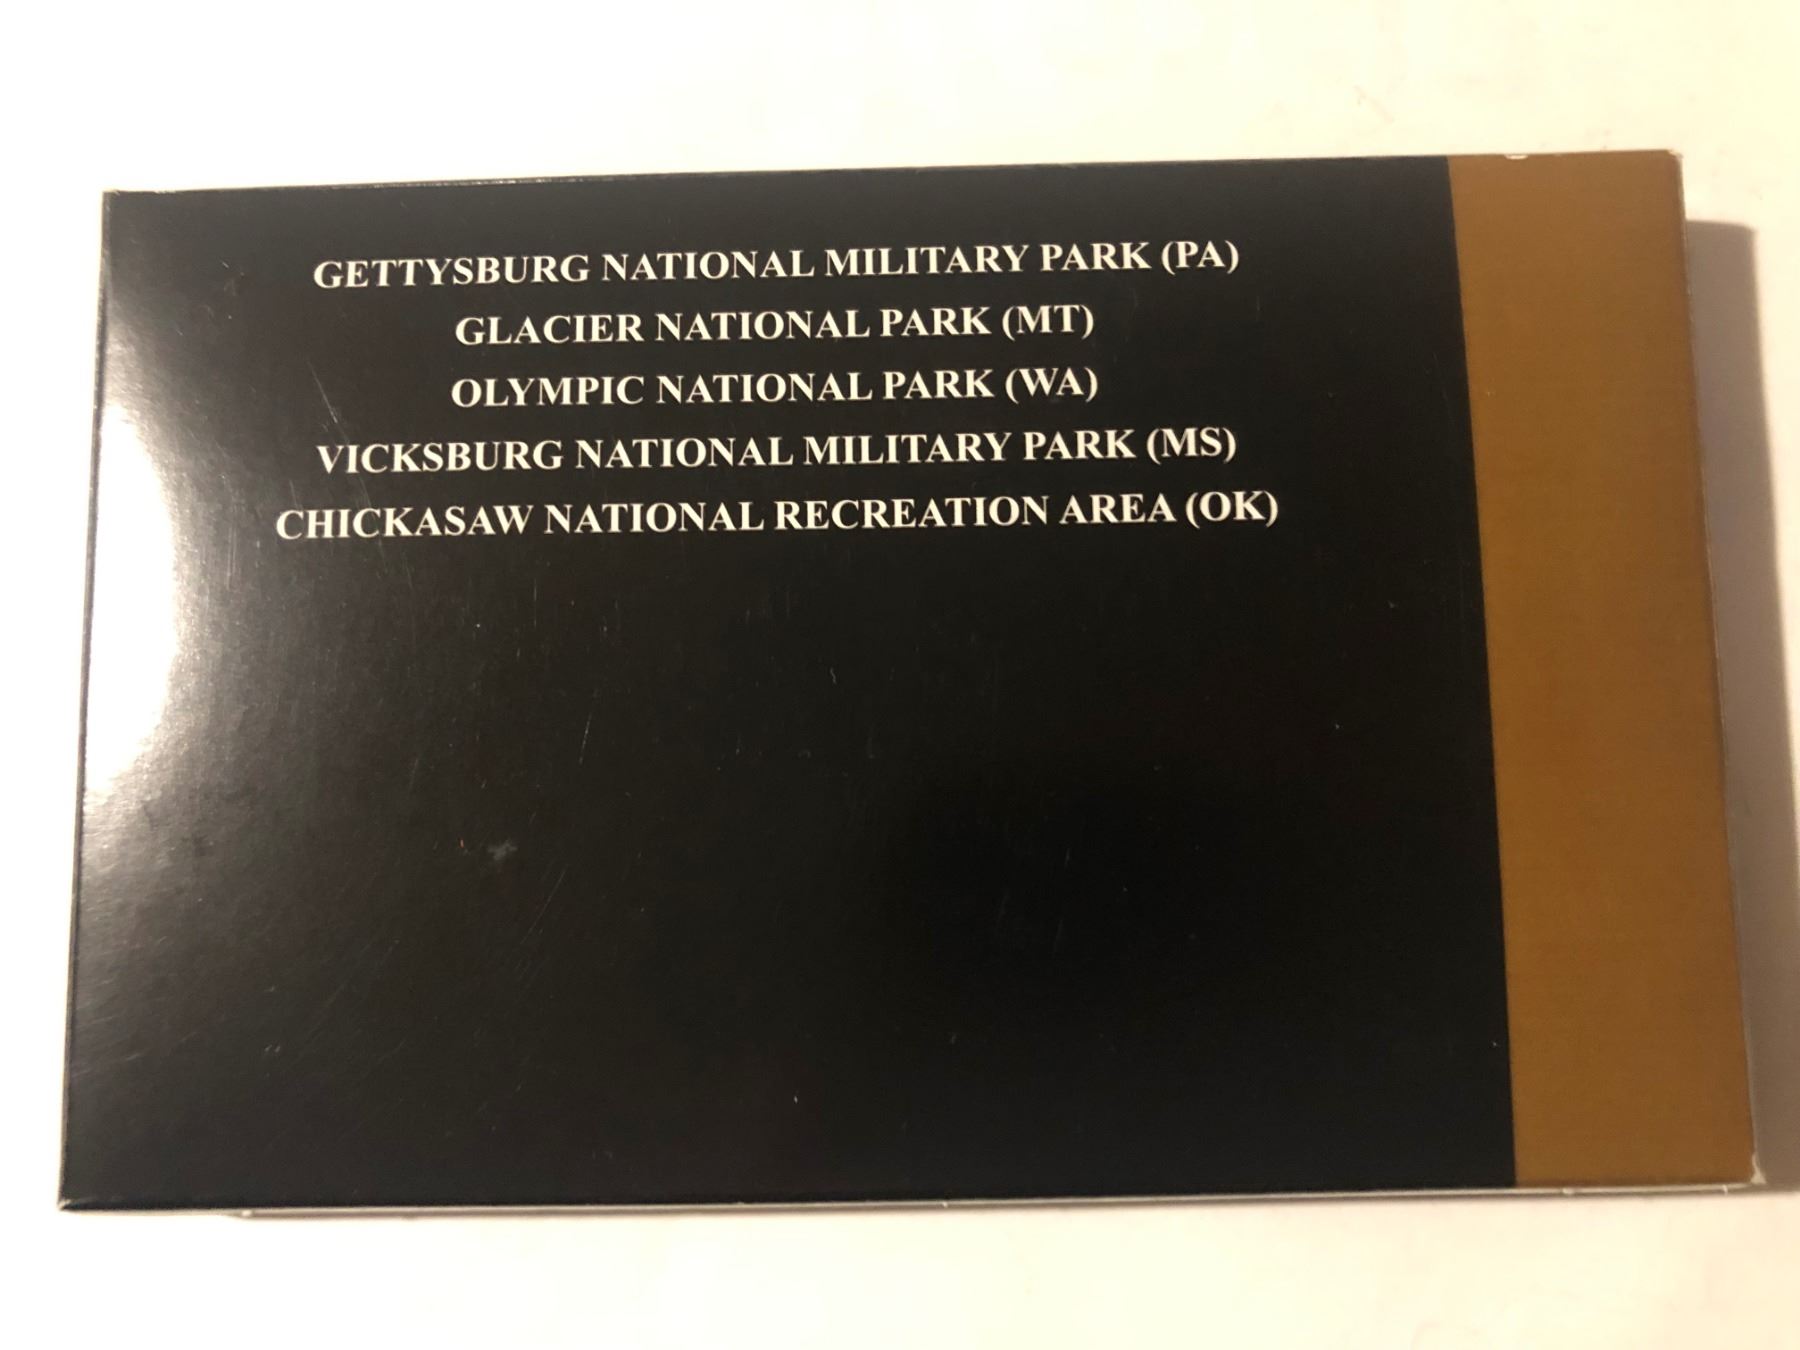 GETTYSBURG NATIONAL MILITARY PARK (PA)
GLACIER NATIONAL PARK (MT)
OLYMPIC NATIONAL PARK (WA)
VICKSBURG NATIONAL MILITARY PARK (MS)
CHICKASAW NATIONAL RECREATION AREA (OK)